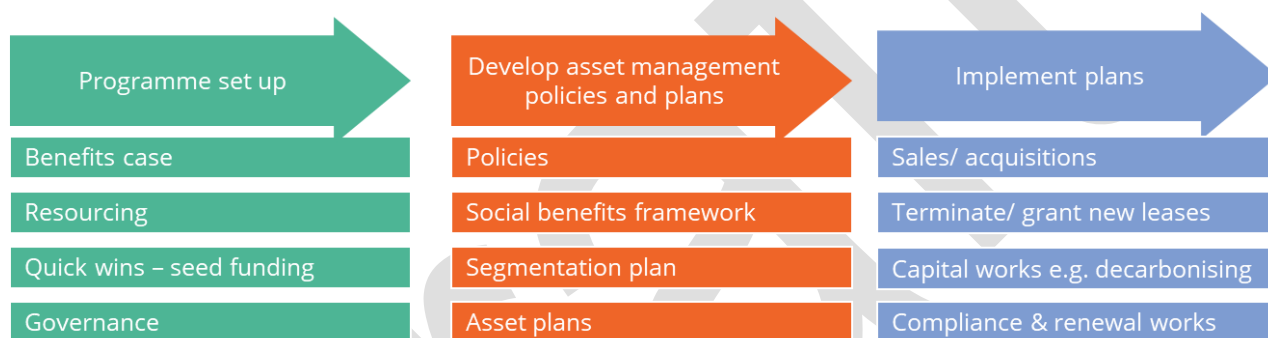 Programme set up
Benefits case
Resourcing
Quick wins – seed funding
Governance
Develop asset management
policies and plans
Policies
Social benefits framework
Segmentation plan
Asset plans
Implement plans
Sales/ acquisitions
Terminate/ grant new leases
Capital works e.g. decarbonising
Compliance & renewal works